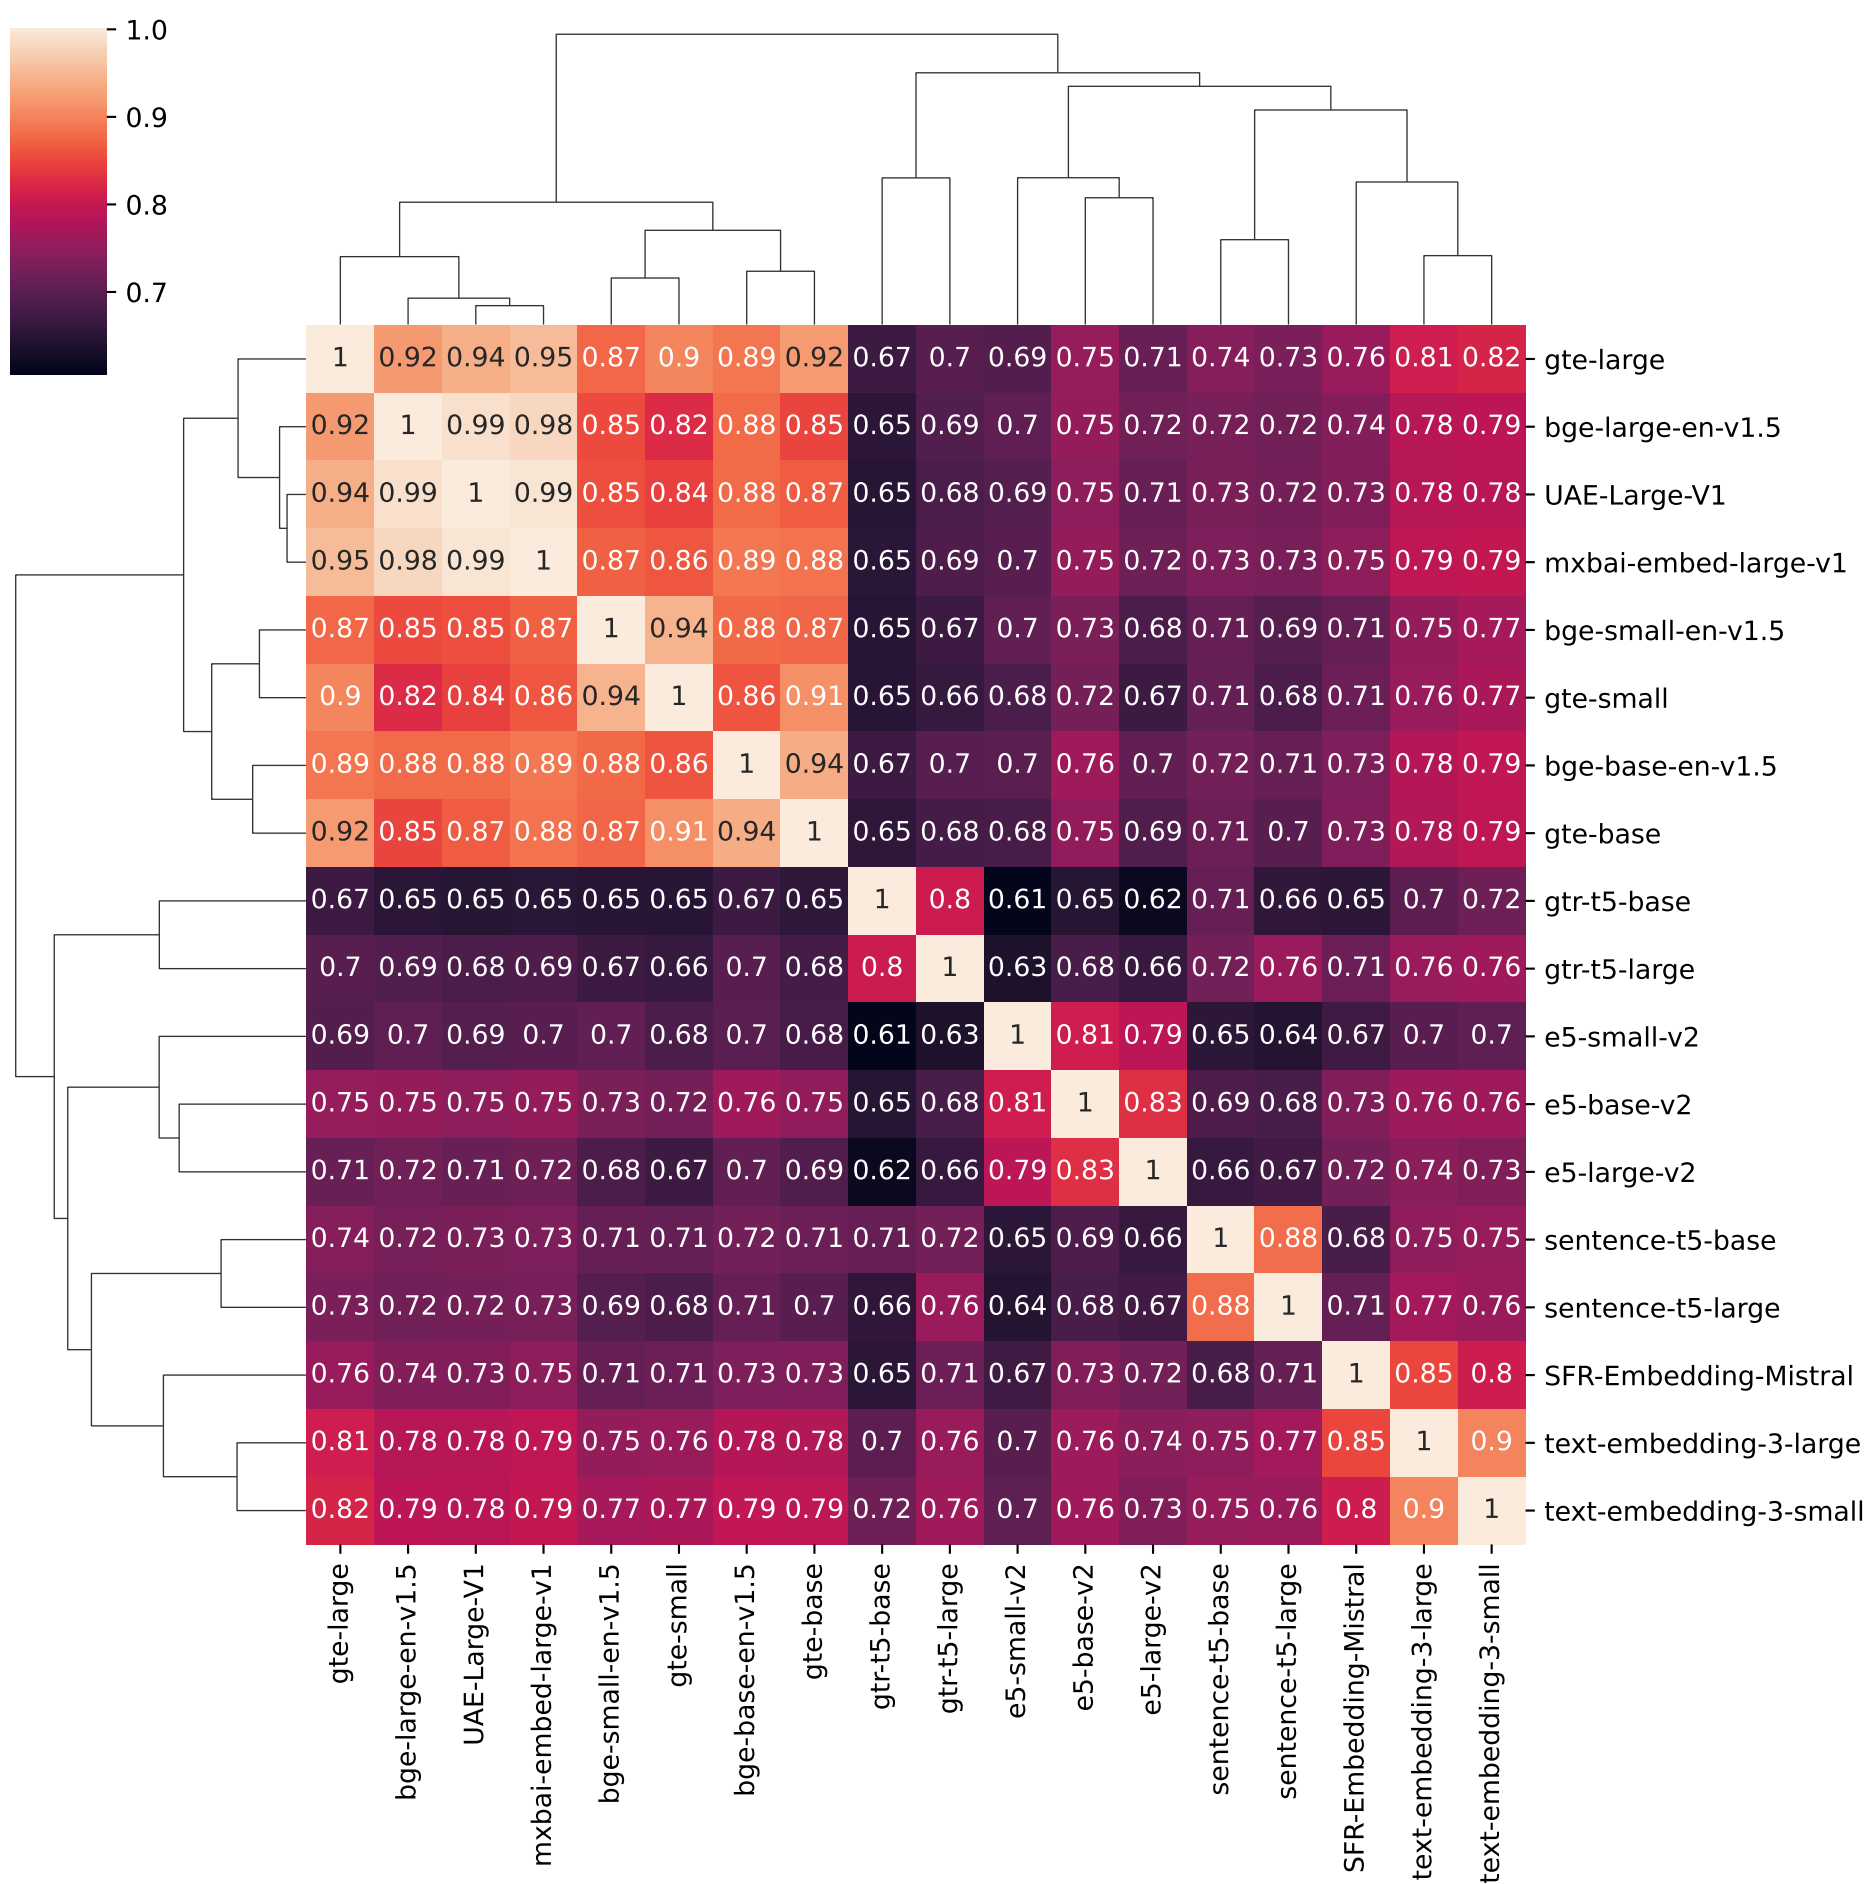 1.0
0.9
0.8
0.7
1 0.92 0.94 0.95 0.87 0.9 0.89 0.92 0.67 0.7 0.69 0.75 0.71 0.74 0.73 0.76 0.81 0.82 gte-large
0.92 1 0.99 0.98 0.85 0.82 0.88 0.85 0.65 0.69 0.7 0.75 0.72 0.72 0.72 0.74 0.78 0.79 bge-large-en-v1.5
0.94 0.99 1 0.99 0.85 0.84 0.88 0.87 0.65 0.68 0.69 0.75 0.71 0.73 0.72 0.73 0.78 0.78 UAE-Large-V1
0.95 0.98 0.99 1 0.87 0.86 0.89 0.88 0.65 0.69 0.7 0.75 0.72 0.73 0.73 0.75 0.79 0.79 mxbai-embed-large-v1
0.87 0.85 0.85 0.87 1 0.94 0.88 0.87 0.65 0.67 0.7 0.73 0.68 0.71 0.69 0.71 0.75 0.77 bge-small-en-v1.5
0.9 0.82 0.84 0.86 0.94 1 0.86 0.91 0.65 0.66 0.68 0.72 0.67 0.71 0.68 0.71 0.76 0.77 gte-small
0.89 0.88 0.88 0.89 0.88 0.86 1 0.94 0.67 0.7 0.7 0.76 0.7 0.72 0.71 0.73 0.78 0.79 bge-base-en-v1.5
0.92 0.85 0.87 0.88 0.87 0.91 0.94 1 0.65 0.68 0.68 0.75 0.69 0.71 0.7 0.73 0.78 0.79 gte-base
0.67 0.65 0.65 0.65 0.65 0.65 0.67 0.65 1 0.8 0.61 0.65 0.62 0.71 0.66 0.65 0.7 0.72 gtr-t5-base
0.7 0.69 0.68 0.69 0.67 0.66 0.7 0.68 0.8 1 0.63 0.68 0.66 0.72 0.76 0.71 0.76 0.76 gtr-t5-large
0.69 0.7 0.69 0.7 0.7 0.68 0.7 0.68 0.61 0.63 1 0.81 0.79 0.65 0.64 0.67 0.7 0.7 e5-small-v2
0.75 0.75 0.75 0.75 0.73 0.72 0.76 0.75 0.65 0.68 0.81 1 0.83 0.69 0.68 0.73 0.76 0.76 e5-base-v2
0.71 0.72 0.71 0.72 0.68 0.67 0.7 0.69 0.62 0.66 0.79 0.83 1 0.66 0.67 0.72 0.74 0.73 e5-large-v2
0.74 0.72 0.73 0.73 0.71 0.71 0.72 0.71 0.71 0.72 0.65 0.69 0.66 1 0.88 0.68 0.75 0.75 sentence-t5-base
0.73 0.72 0.72 0.73 0.69 0.68 0.71 0.7 0.66 0.76 0.64 0.68 0.67 0.88 1 0.71 0.77 0.76 sentence-t5-large
0.76 0.74 0.73 0.75 0.71 0.71 0.73 0.73 0.65 0.71 0.67 0.73 0.72 0.68 0.71 1 0.85 0.8 SFR-Embedding-Mistral
0.81 0.78 0.78 0.79 0.75 0.76 0.78 0.78 0.7 0.76 0.7 0.76 0.74 0.75 0.77 0.85 1 0.9 text-embedding-3-large
0.82 0.79 0.78 0.79 0.77 0.77 0.79 0.79 0.72 0.76 0.7 0.76 0.73 0.75 0.76 0.8 0.9 1 text-embedding-3-small
gte-large
bge-large-en-v1.5
UAE-Large-V1
mxbai-embed-large-v1
bge-small-en-v1.5
gte-small
bge-base-en-v1.5
gte-base
gtr-t5-base
gtr-t5-large
e5-small-v2
e5-base-v2
e5-large-v2
sentence-t5-base
sentence-t5-large
SFR-Embedding-Mistral
text-embedding-3-large
text-embedding-3-small